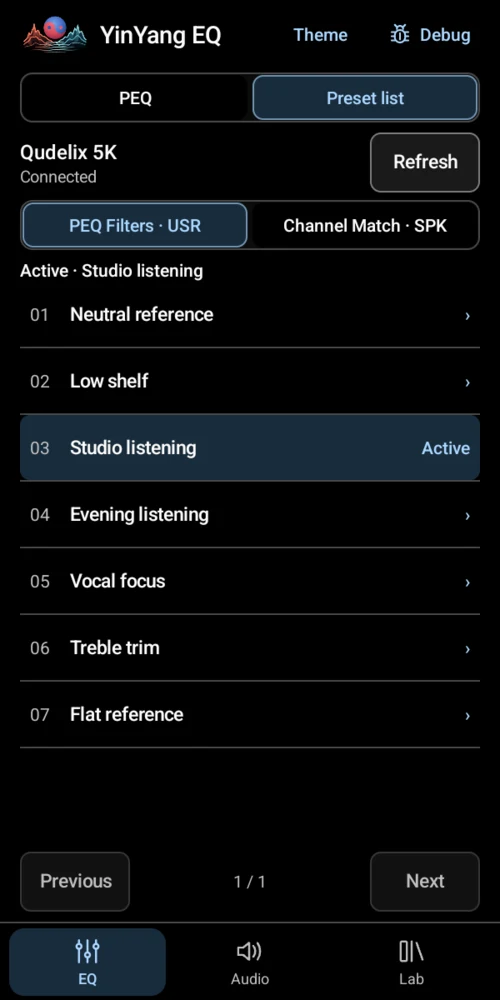 YinYang EQ
Theme
Debug
PEQ
Preset list
Qudelix 5K
Connected
Refresh
PEQ Filters · USR
Channel Match · SPK
Active · Studio listening
01 Neutral reference ›
02 Low shelf ›
03 Studio listening Active
04 Evening listening ›
05 Vocal focus ›
06 Treble trim ›
07 Flat reference ›
Previous
1 / 1
Next
EQ
Audio
Lab